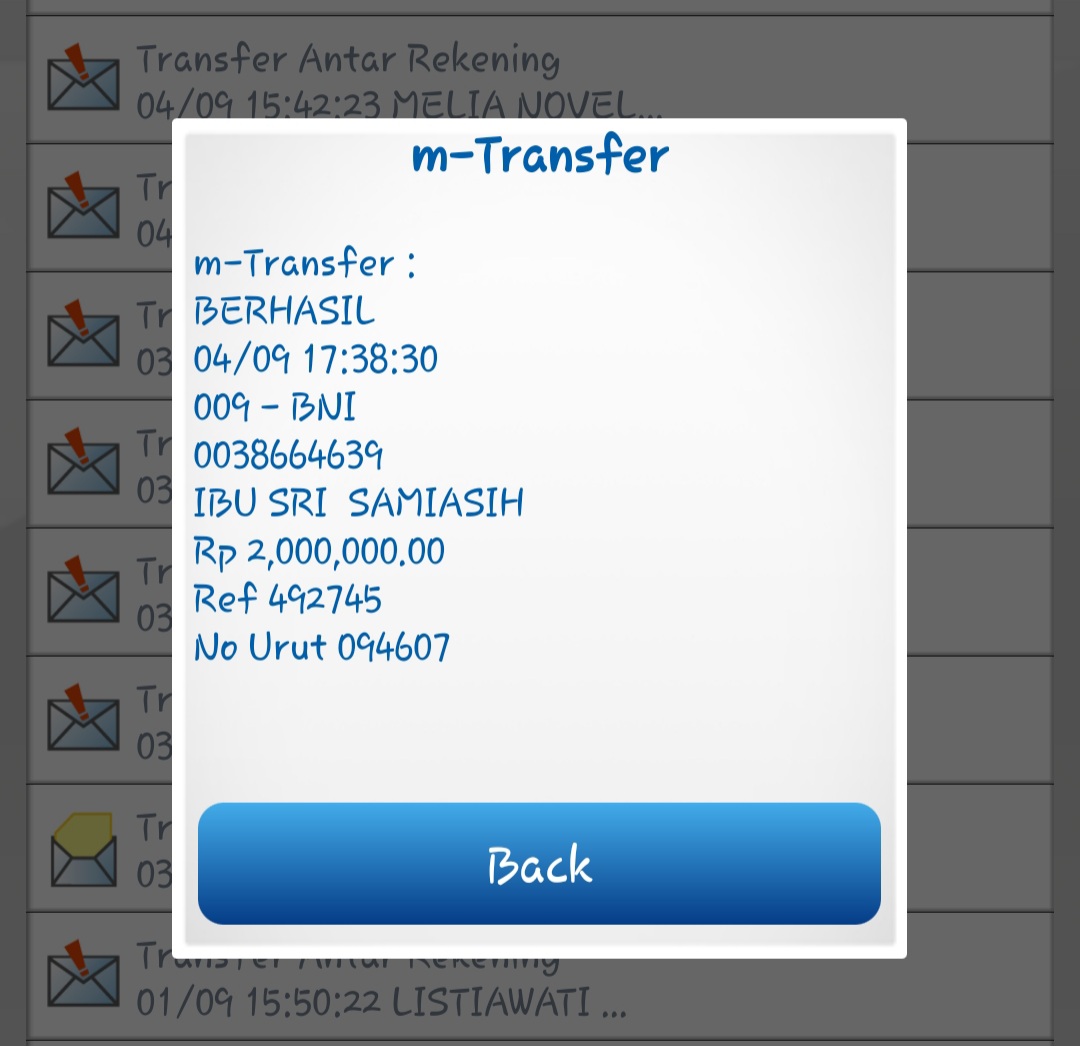 Transfer Antar Rekening
04/09 15:42:23 MELIA NOVEL...
m-Transfer
Tr
04
m-Transfer :
BERHASIL
Tr
03
04/09 17:38:30
009 - BNI
Tr
03
0038664639
IBU SRI  SAMIASIH
Rp 2,000,000.00
Tr
03
Ref 492745
No Urut 094607
Tr
03
Tr
03
Back
Transfer Antar Rekening
01/09 15:50:22 LISTIAWATI ...